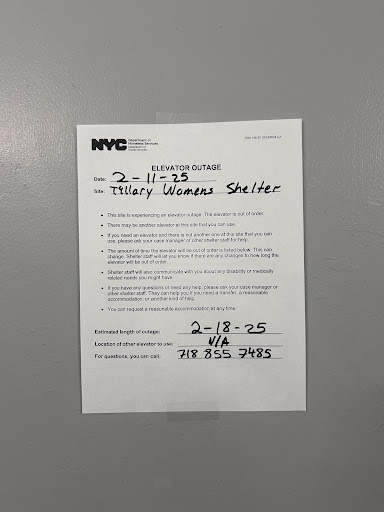 NYC Department of
Homeless Services
Department of
Social Services
ELEVATOR OUTAGE
Date: 2-11-25
Site: Tillary Womens Shelter
• This site is experiencing an elevator outage. The elevator is out of order.
• There may be another elevator at this site that you can use.
• If you need an elevator and there is not another one at this site that you can
use, please ask your case manager or other shelter staff for help.
• The amount of time the elevator will be out of order is listed below. This can
change. Shelter staff will let you know if there are any changes to how long the
elevator will be out of order.
• Shelter staff will also communicate with you about any disability or medically
related needs you might have.
• If you have any questions or need any help, please ask your case manager or
other shelter staff. They can help you if you need a transfer, a reasonable
accommodation, or another kind of help.
• You can request a reasonable accommodation at any time.
Estimated length of outage: 2-18-25
Location of other elevator to use: N/A
For questions, you can call: 718 855 7485